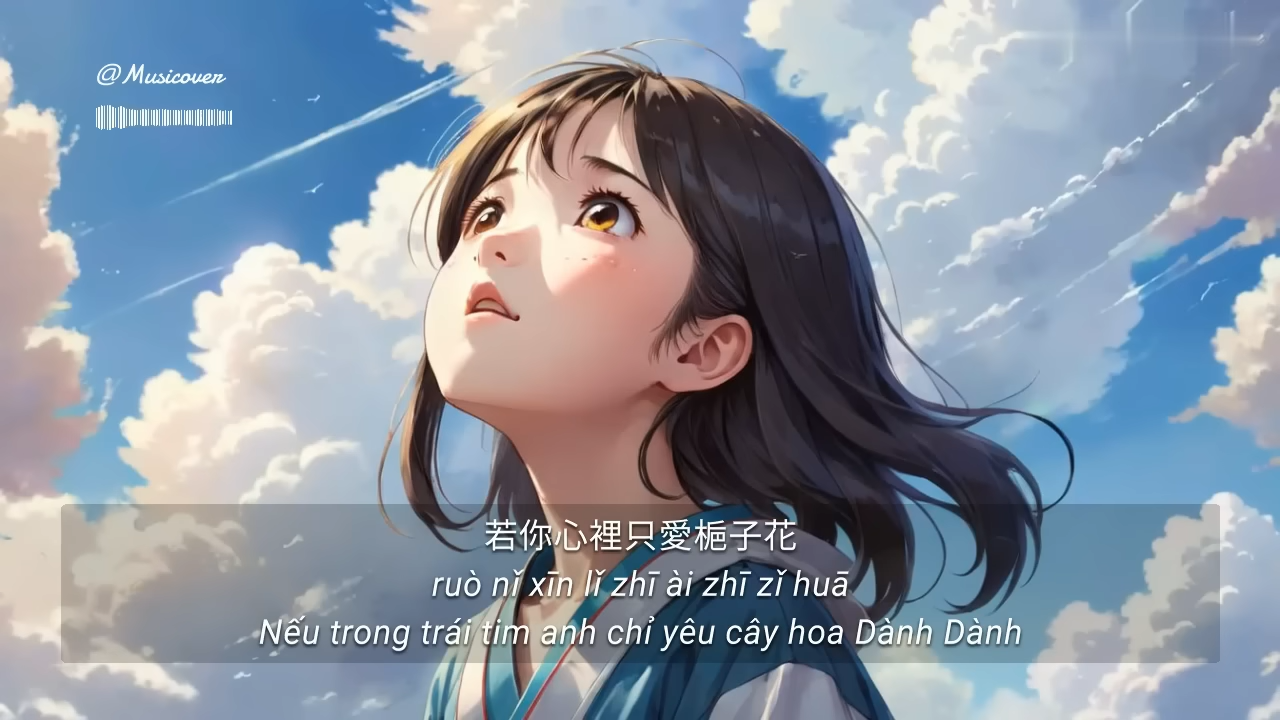 @Musicover
若你心裡只愛梔子花
ruò nǐ xīn lǐ zhī ài zhī zǐ huā
Nếu trong trái tim anh chỉ yêu cây hoa Dành Dành